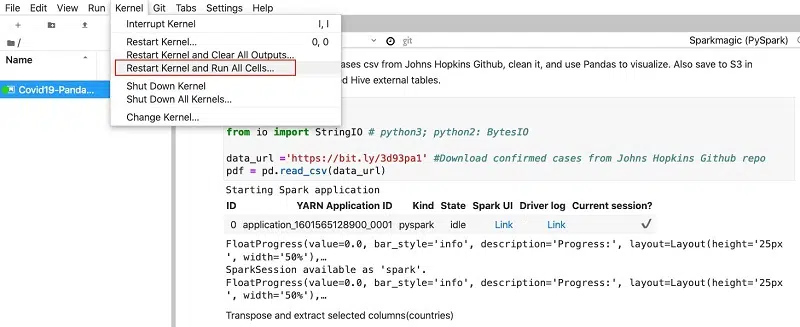 File Edit View Run Kernel Git Tabs Settings Help
Interrupt Kernel I, I
Restart Kernel... 0, 0
Restart Kernel and Clear All Outputs...
Restart Kernel and Run All Cells...
Shut Down Kernel
Shut Down All Kernels...
Change Kernel...
/
Name
Covid19-Panda...
git Sparkmagic (PySpark)
ases csv from Johns Hopkins Github, clean it, and use Pandas to visualize. Also save to S3 in
d Hive external tables.
from io import StringIO # python3; python2: BytesIO
data_url ='https://bit.ly/3d93pa1' #Download confirmed cases from Johns Hopkins Github repo
pdf = pd.read_csv(data_url)
Starting Spark application
ID YARN Application ID Kind State Spark UI Driver log Current session?
0 application_1601565128900_0001 pyspark idle Link Link ✓
FloatProgress(value=0.0, bar_style='info', description='Progress:', layout=Layout(height='25px
', width='50%'),…
SparkSession available as 'spark'.
FloatProgress(value=0.0, bar_style='info', description='Progress:', layout=Layout(height='25px
', width='50%'),…
Transpose and extract selected columns(countries)